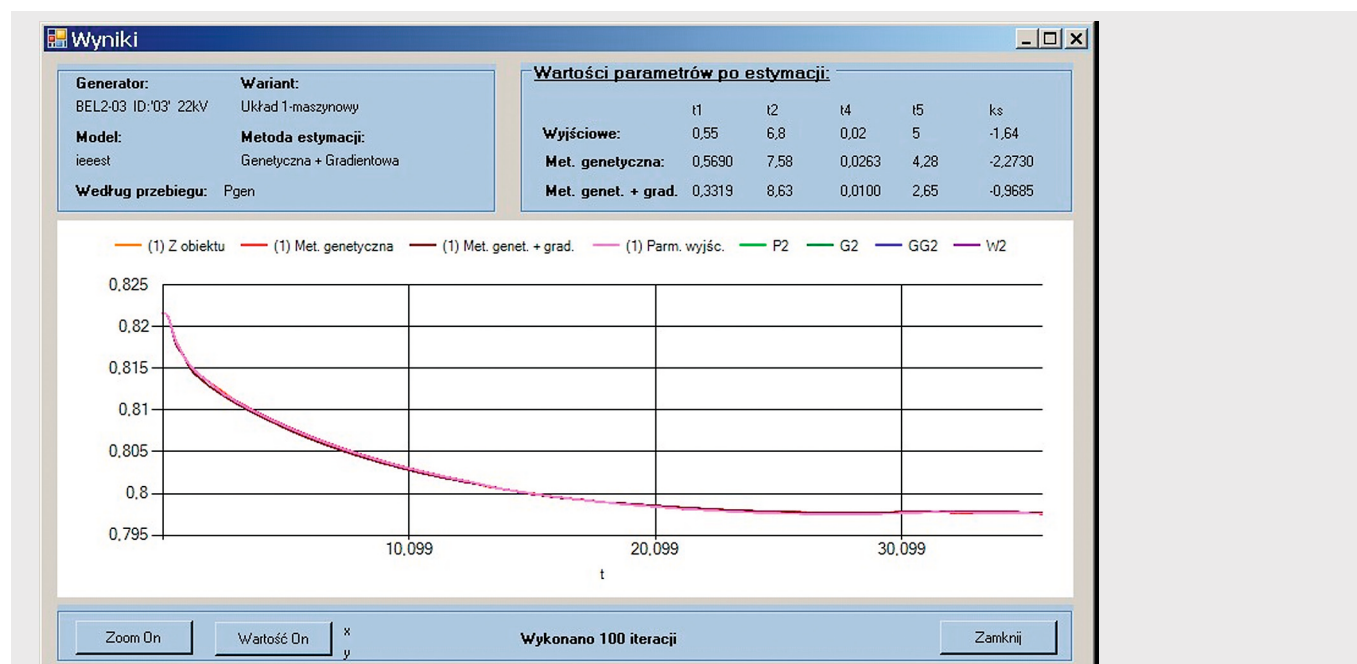 Wyniki
Generator: Wariant:
BEL2-03 ID:'03' 22kV Układ 1-maszynowy
Model: Metoda estymacji:
ieeest Genetyczna + Gradientowa
Według przebiegu: Pgen
Wartości parametrów po estymacji:
t1 t2 t4 t5 ks
Wyjściowe: 0,55 6,8 0,02 5 -1,64
Met. genetyczna: 0,5690 7,58 0,0263 4,28 -2,2730
Met. genet. + grad. 0,3319 8,63 0,0100 2,65 -0,9685
(1) Z obiektu (1) Met. genetyczna (1) Met. genet. + grad. (1) Parm. wyjśc. P2 G2 GG2 W2
0,825
0,82
0,815
0,81
0,805
0,8
0,795
10,099 20,099 30,099
t
Zoom On Wartość On x y Wykonano 100 iteracji Zamknij